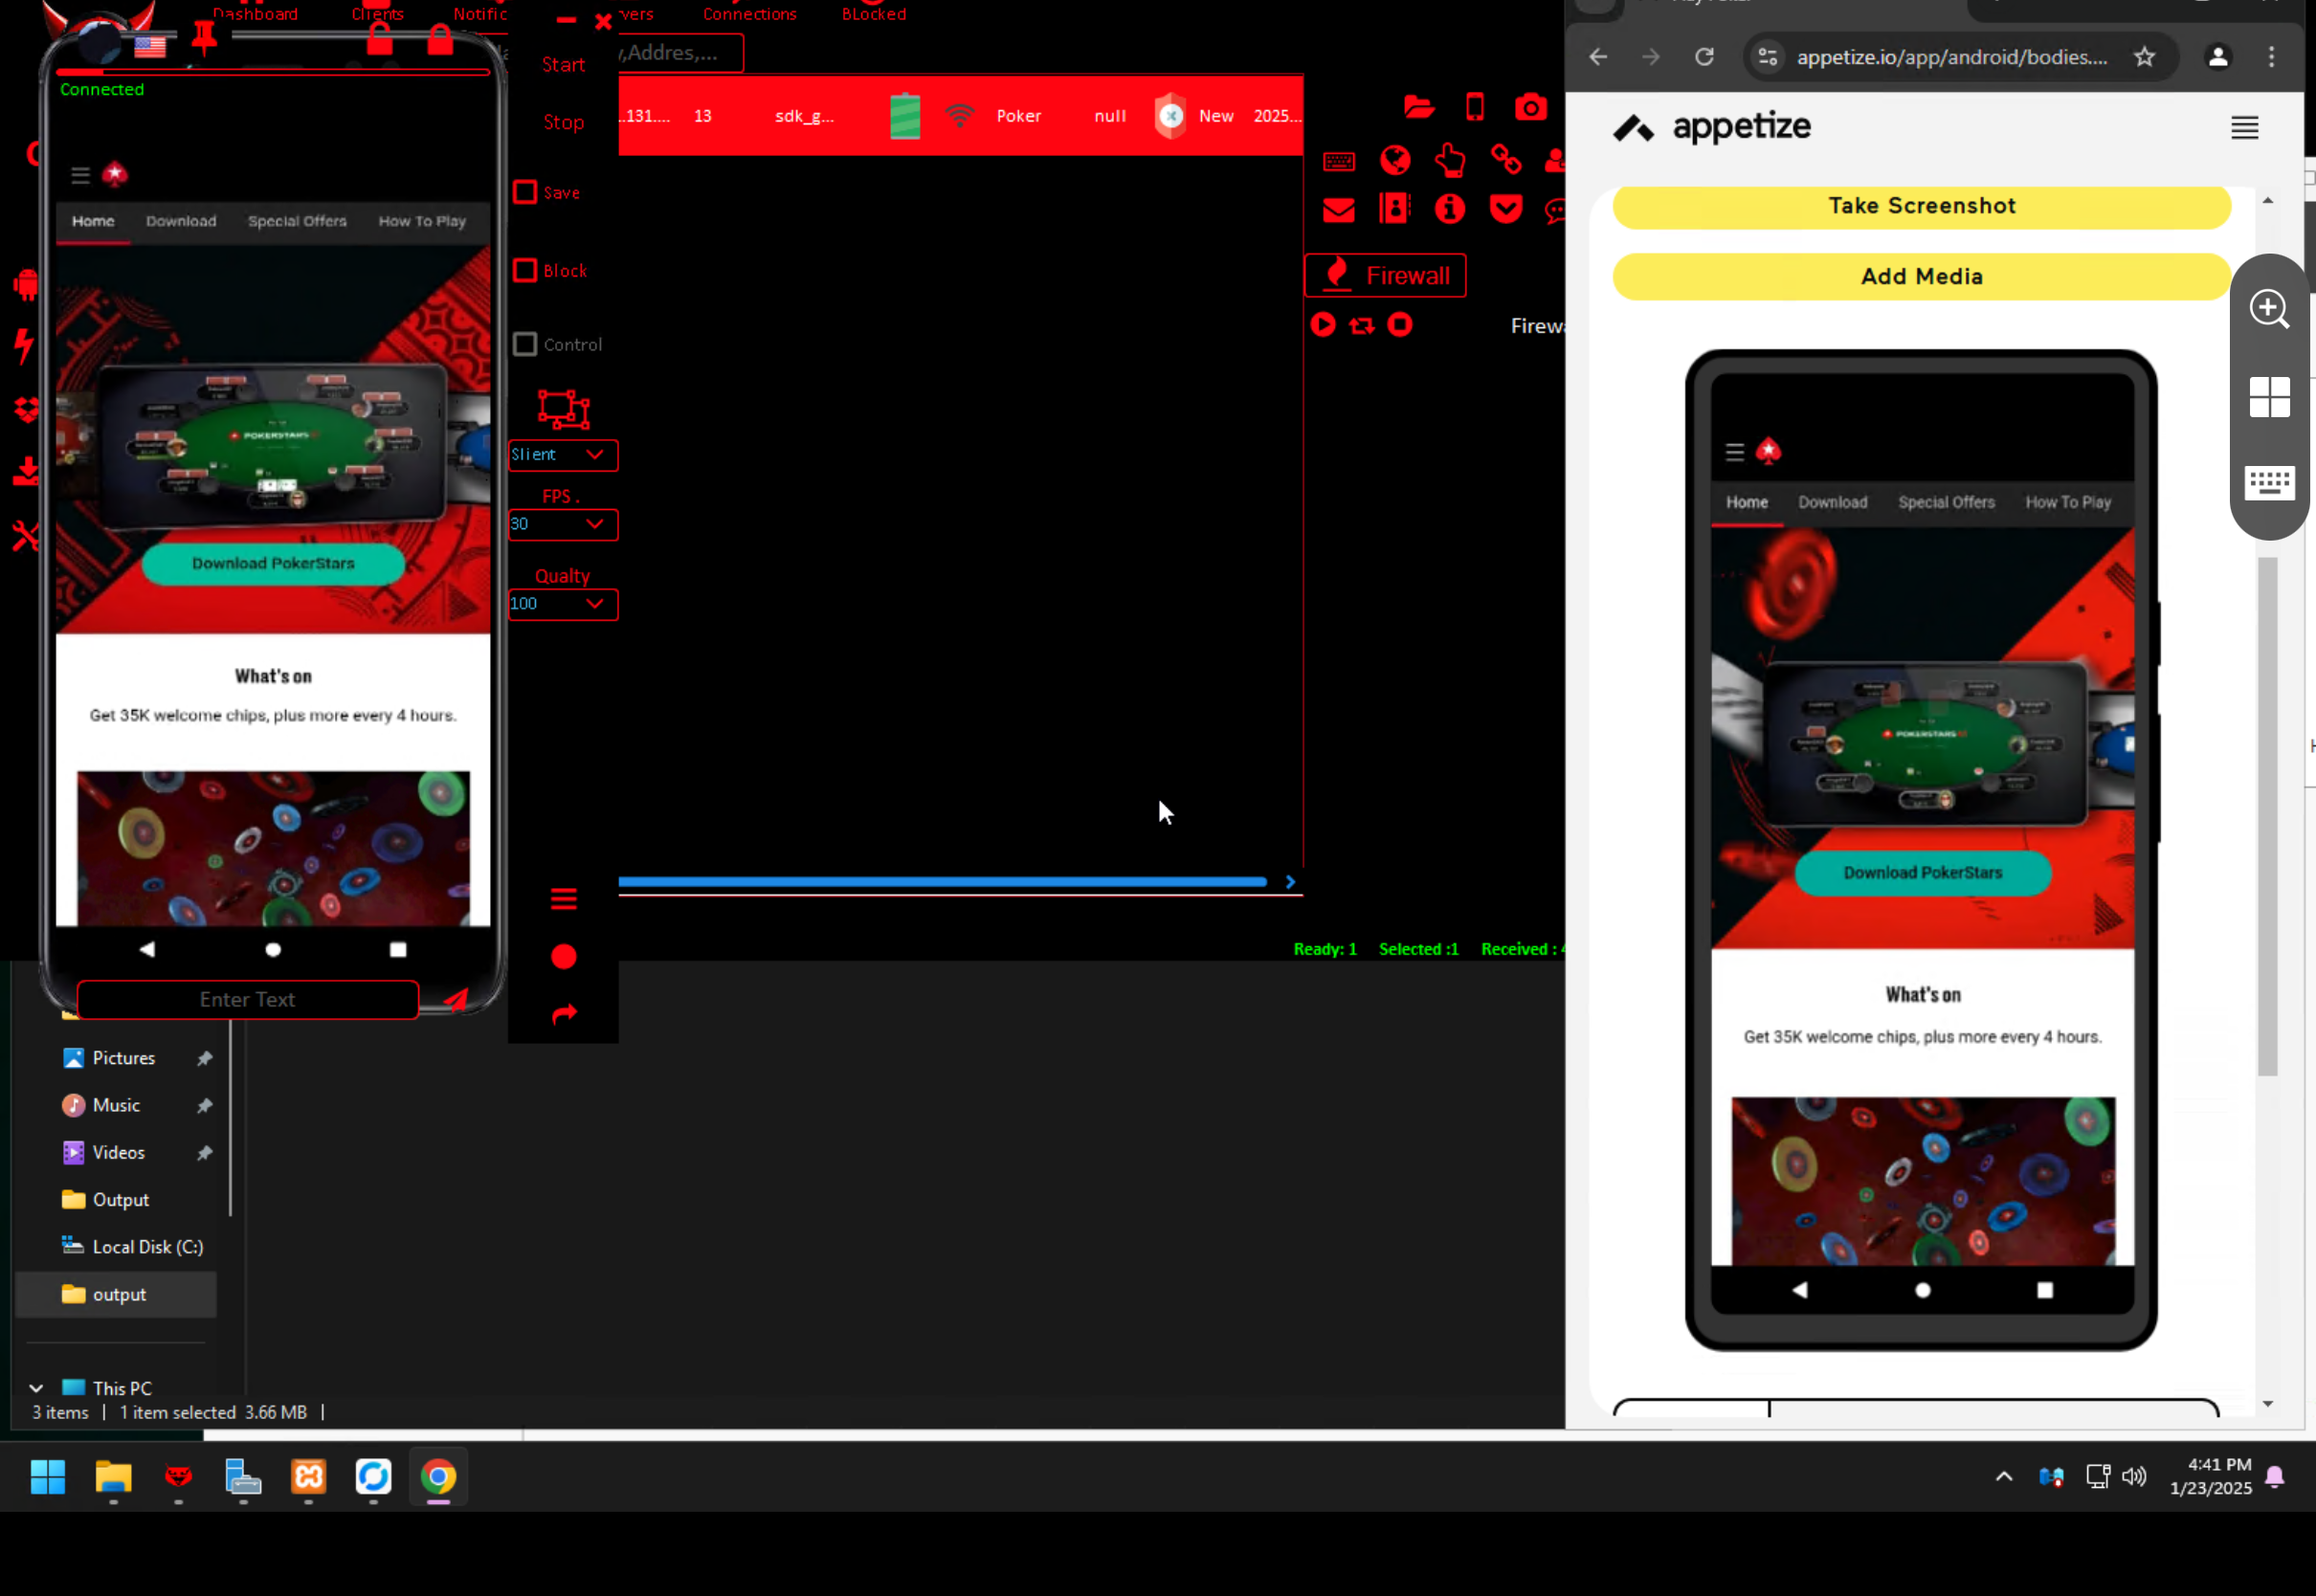 Dashboard
Clients
Connections
BLocked
Connected
Start
Stop
Save
Block
Control
Slient
FPS .
30
Qualty
100
,Addres,...
.131....
13
sdk_g...
Poker
null
New
2025...
Firewall
Home
Download
Special Offers
How To Play
POKERSTARS
Download PokerStars
What's on
Get 35K welcome chips, plus more every 4 hours.
Enter Text
Ready: 1
Selected :1
Received :
Pictures
Music
Videos
Output
Local Disk (C:)
output
This PC
3 items
1 item selected 3.66 MB
appetize.io/app/android/bodies....
appetize
Take Screenshot
Add Media
Home
Download
Special Offers
How To Play
POKERSTARS
Download PokerStars
What's on
Get 35K welcome chips, plus more every 4 hours.
4:41 PM
1/23/2025